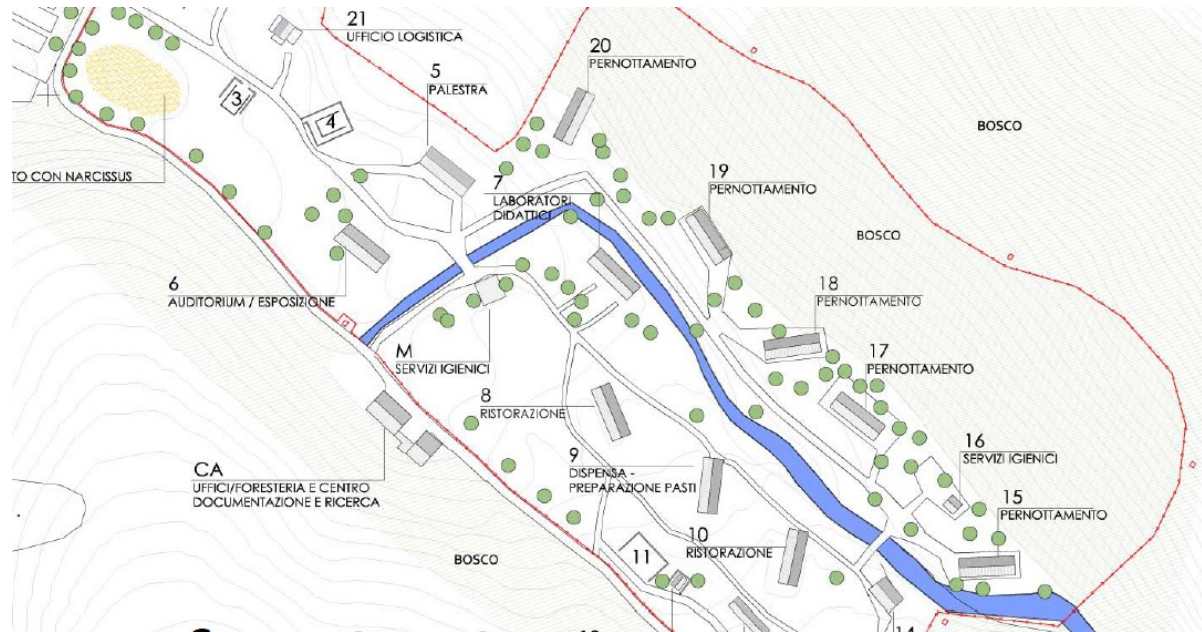 21
UFFICIO LOGISTICA
20
PERNOTTAMENTO
5
PALESTRA
3
4
BOSCO
TO CON NARCISSUS
7
LABORATORI
DIDATTICI
19
PERNOTTAMENTO
BOSCO
6
AUDITORIUM / ESPOSIZIONE
18
PERNOTTAMENTO
M
SERVIZI IGIENICI
17
PERNOTTAMENTO
8
RISTORAZIONE
16
SERVIZI IGIENICI
9
DISPENSA -
PREPARAZIONE PASTI
CA
UFFICI/FORESTERIA E CENTRO
DOCUMENTAZIONE E RICERCA
15
PERNOTTAMENTO
10
RISTORAZIONE
11
BOSCO
14